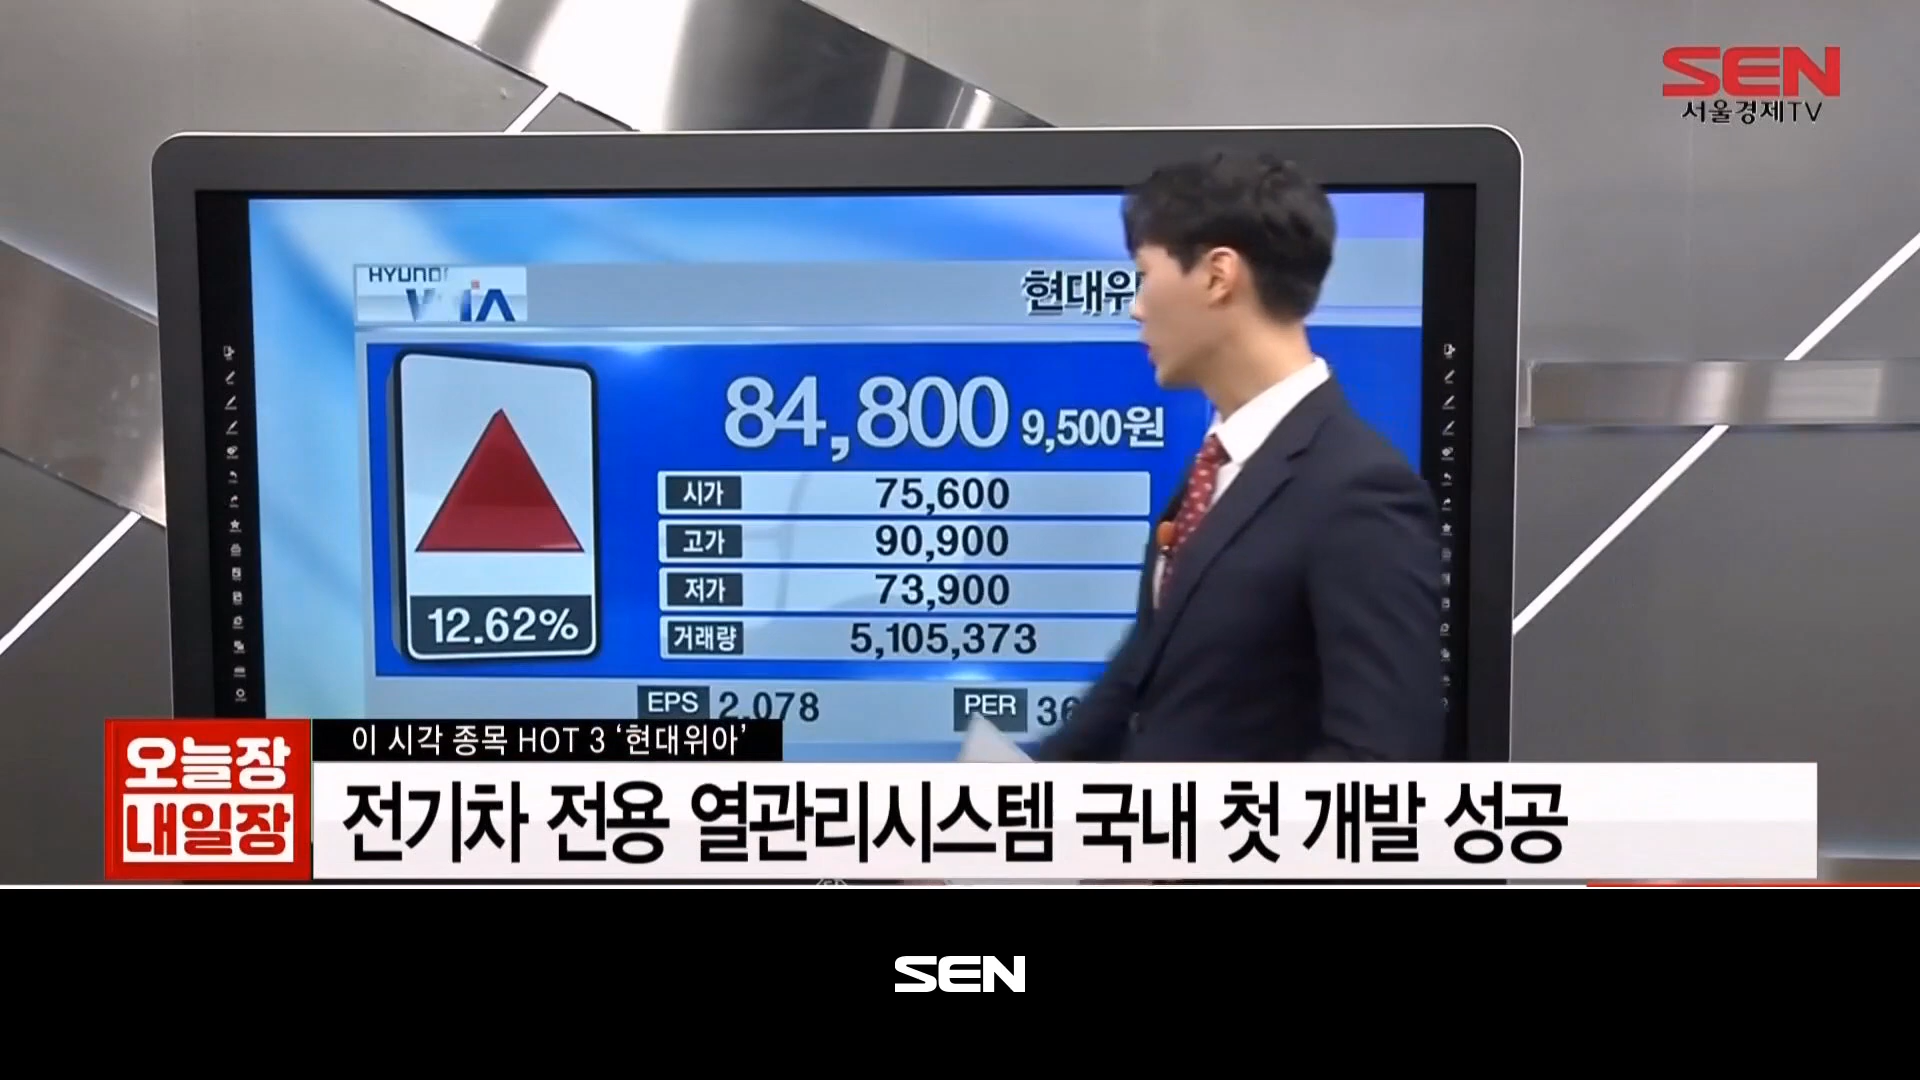 SEN
서울경제TV
HYUNDAI
WIA
현대위
84,800 9,500원
시가 75,600
고가 90,900
저가 73,900
거래량 5,105,373
12.62%
EPS 2,078 PER 36
이 시각 종목 HOT 3 ‘현대위아’
오늘장
내일장
전기차 전용 열관리시스템 국내 첫 개발 성공
SEN